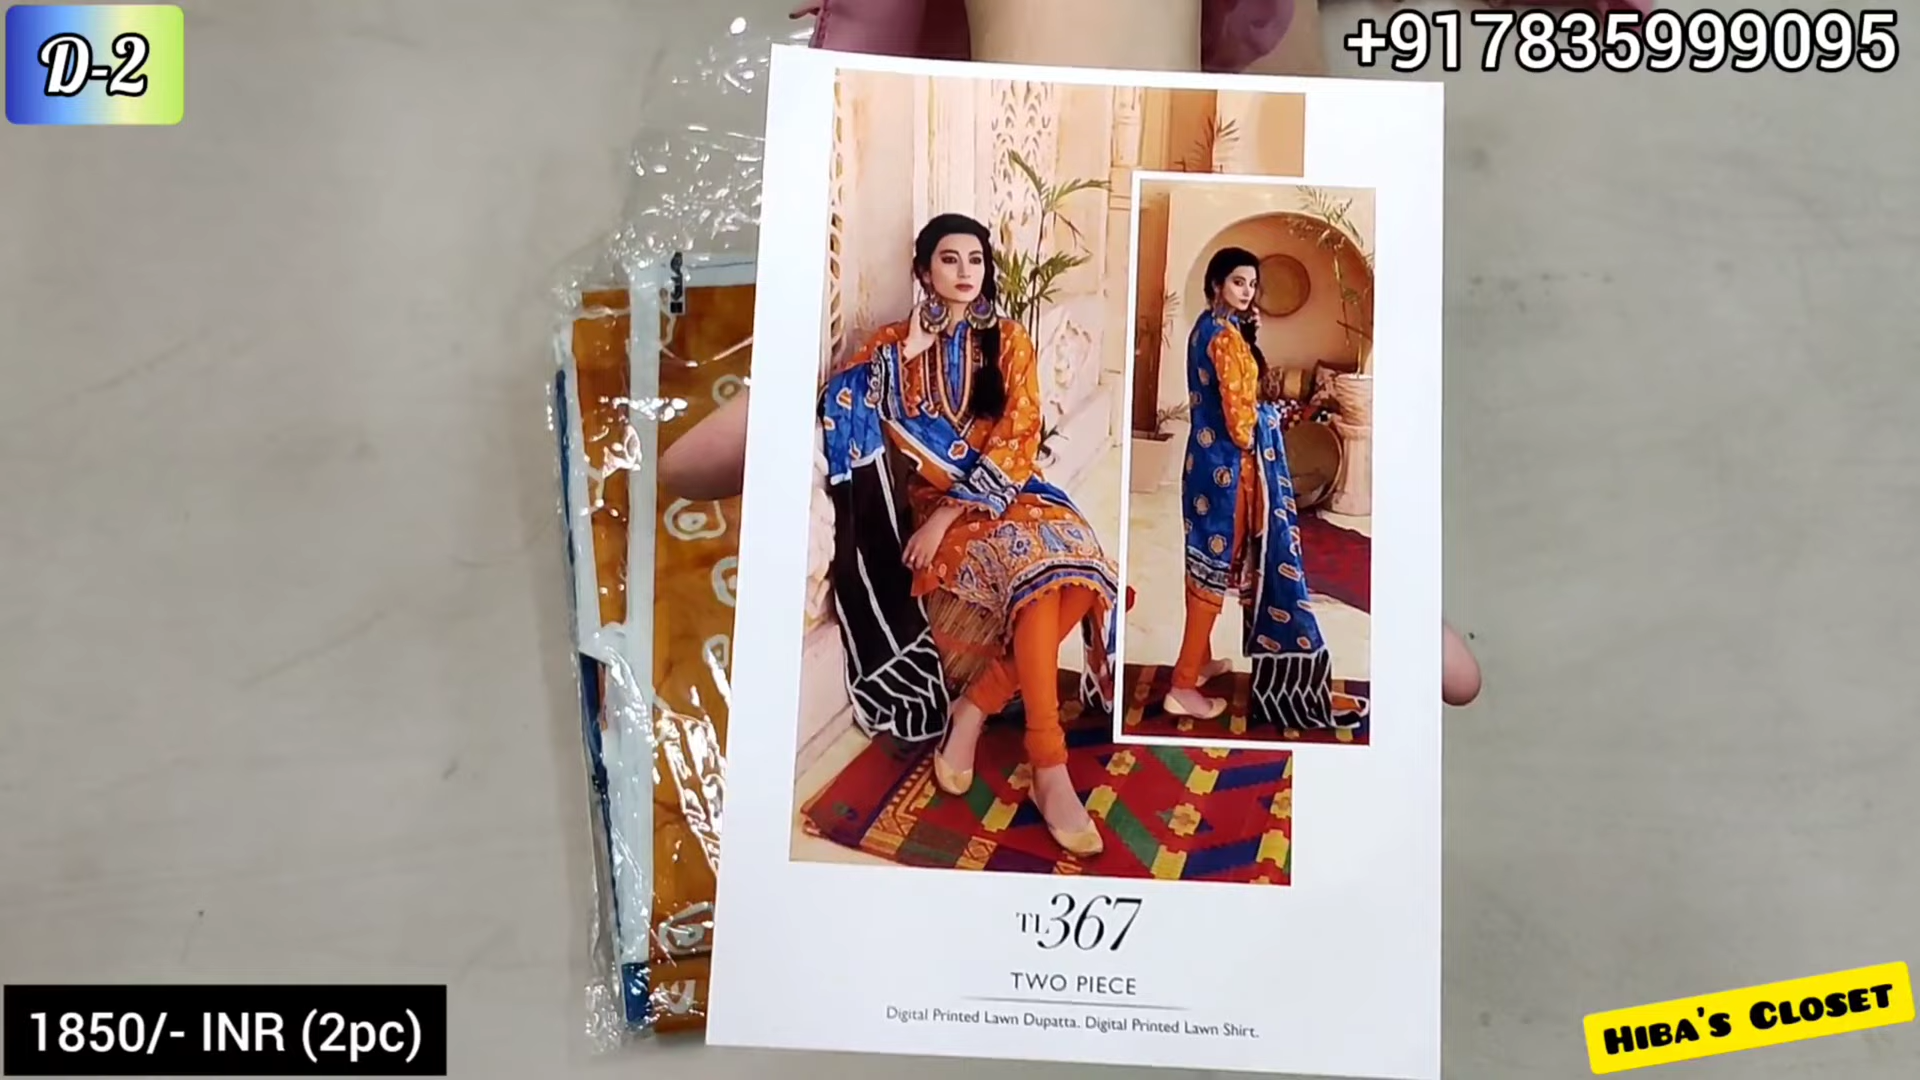 D-2
+917835999095
TL367
TWO PIECE
Digital Printed Lawn Dupatta. Digital Printed Lawn Shirt.
1850/- INR (2pc)
HIBA'S CLOSET